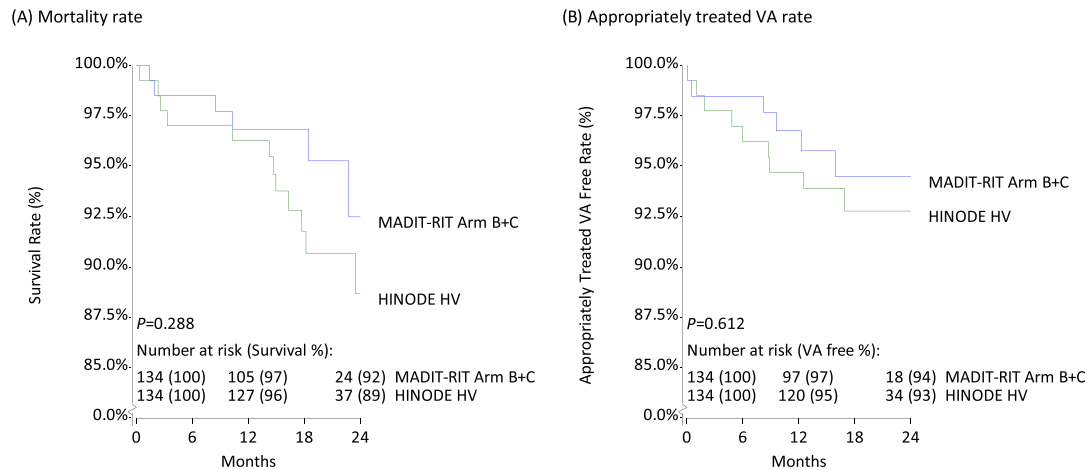 (A) Mortality rate
100.0%
97.5%
95.0%
92.5%
90.0%
87.5%
85.0%
0.0%
Survival Rate (%)
MADIT-RIT Arm B+C
HINODE HV
P=0.288
Number at risk (Survival %):
134 (100) 105 (97) 24 (92) MADIT-RIT Arm B+C
134 (100) 127 (96) 37 (89) HINODE HV
0 6 12 18 24
Months
(B) Appropriately treated VA rate
100.0%
97.5%
95.0%
92.5%
90.0%
87.5%
85.0%
0.0%
Appropriately Treated VA Free Rate (%)
MADIT-RIT Arm B+C
HINODE HV
P=0.612
Number at risk (VA free %):
134 (100) 97 (97) 18 (94) MADIT-RIT Arm B+C
134 (100) 120 (95) 34 (93) HINODE HV
0 6 12 18 24
Months